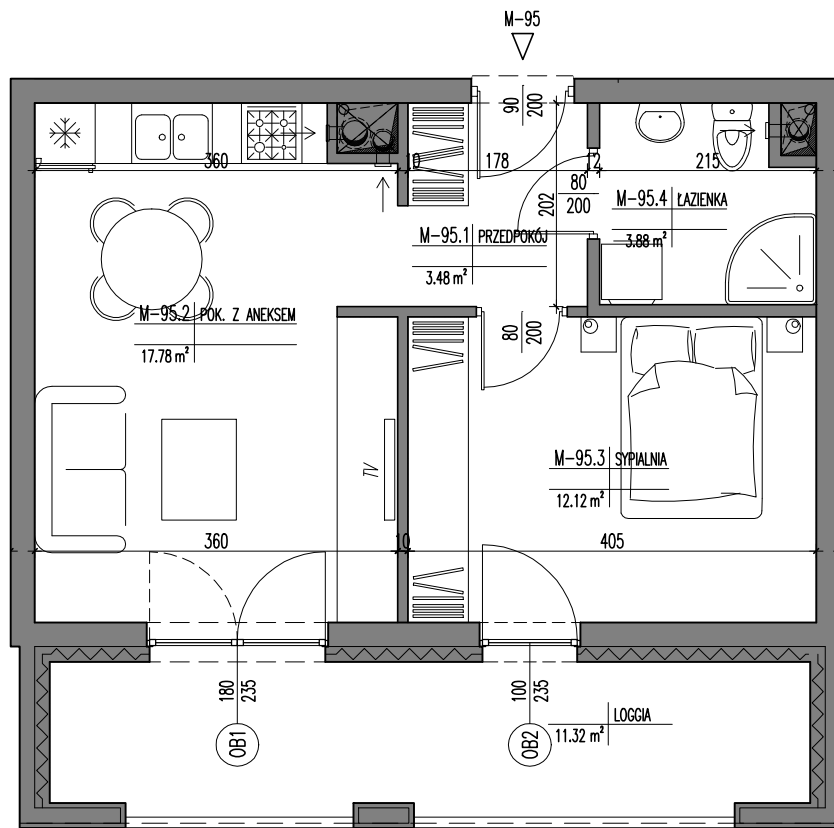 M-95
90
200
360
10
178
14
215
80
200
202
M-95.4 ŁAZIENKA
3.88 m²
M-95.1 PRZEDPOKÓJ
3.48 m²
M-95.2 POK. Z ANEKSEM
17.78 m²
80
200
TV
M-95.3 SYPIALNIA
12.12 m²
360
10
405
180
235
100
235
LOGGIA
11.32 m²
OB1
OB2